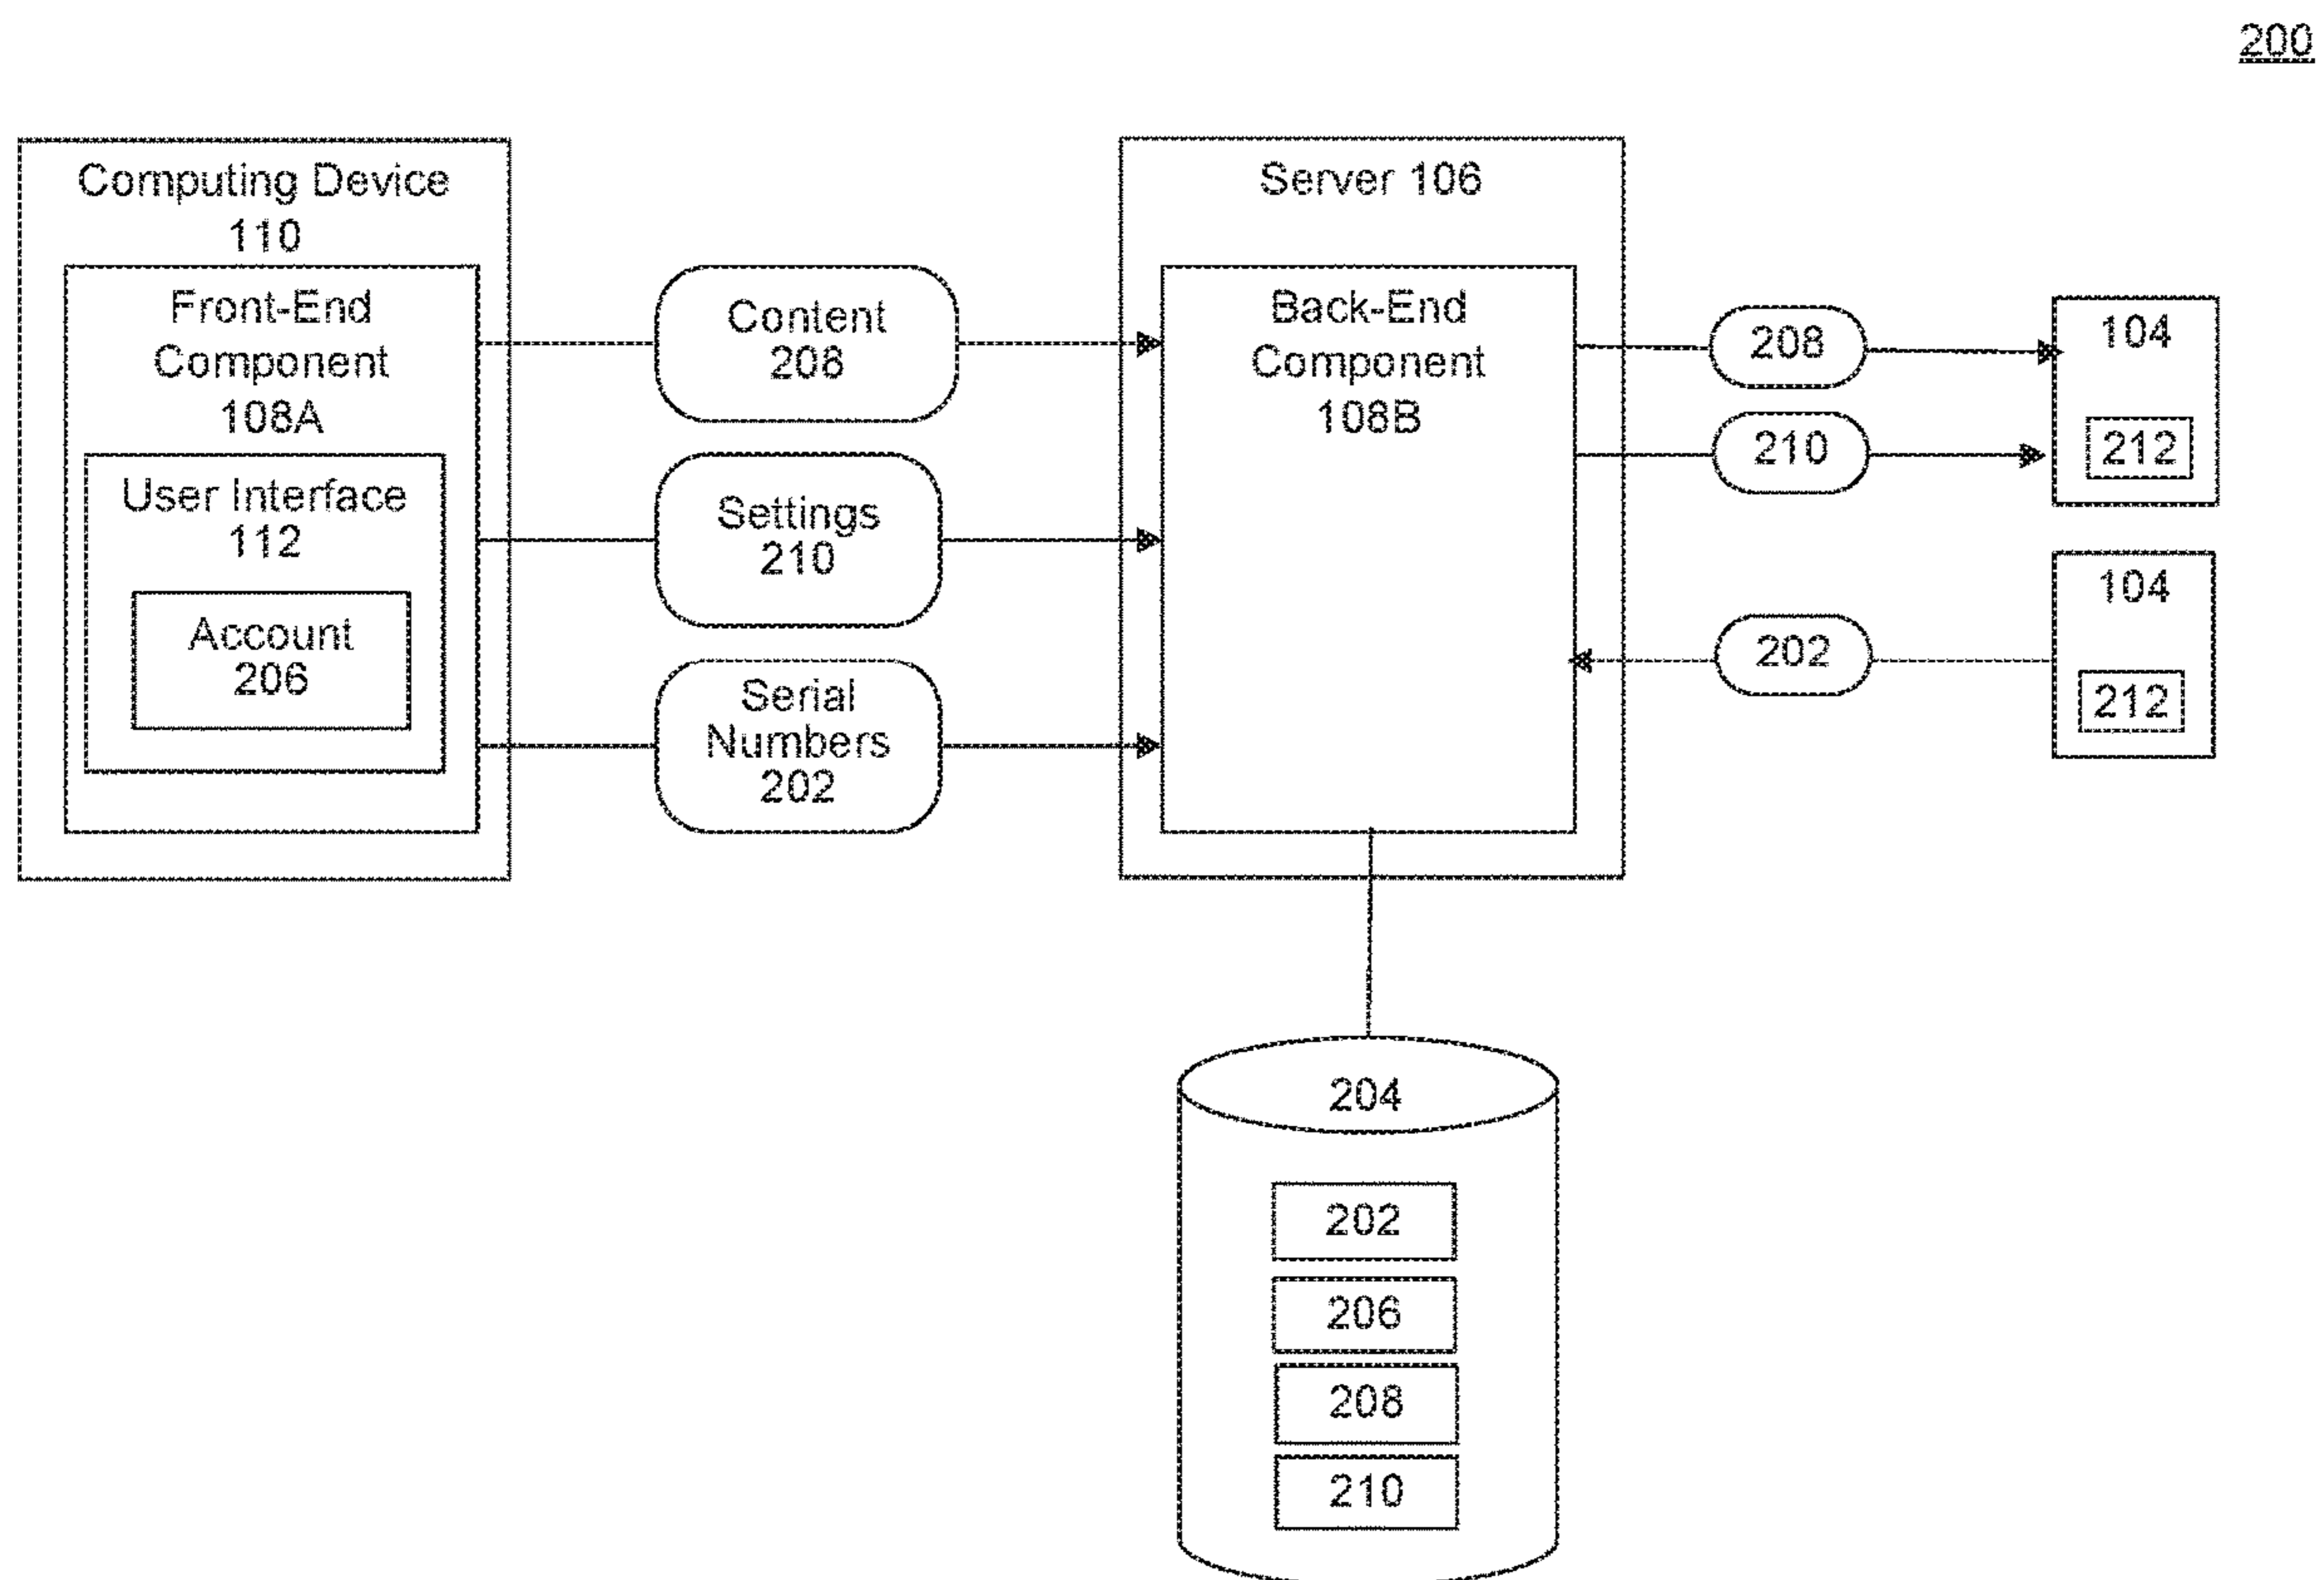 200
Computing Device
110
Front-End
Component
108A
User Interface
112
Account
206
Content
208
Settings
210
Serial
Numbers
202
Server 106
Back-End
Component
108B
208
210
202
104
212
104
212
204
202
206
208
210